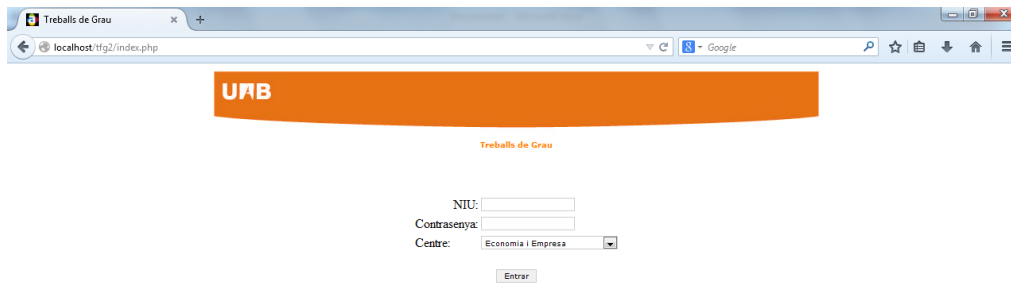 Treballs de Grau
localhost/tfg2/index.php
Google
UAB
Treballs de Grau
NIU:
Contrasenya:
Centre: Economia i Empresa
Entrar